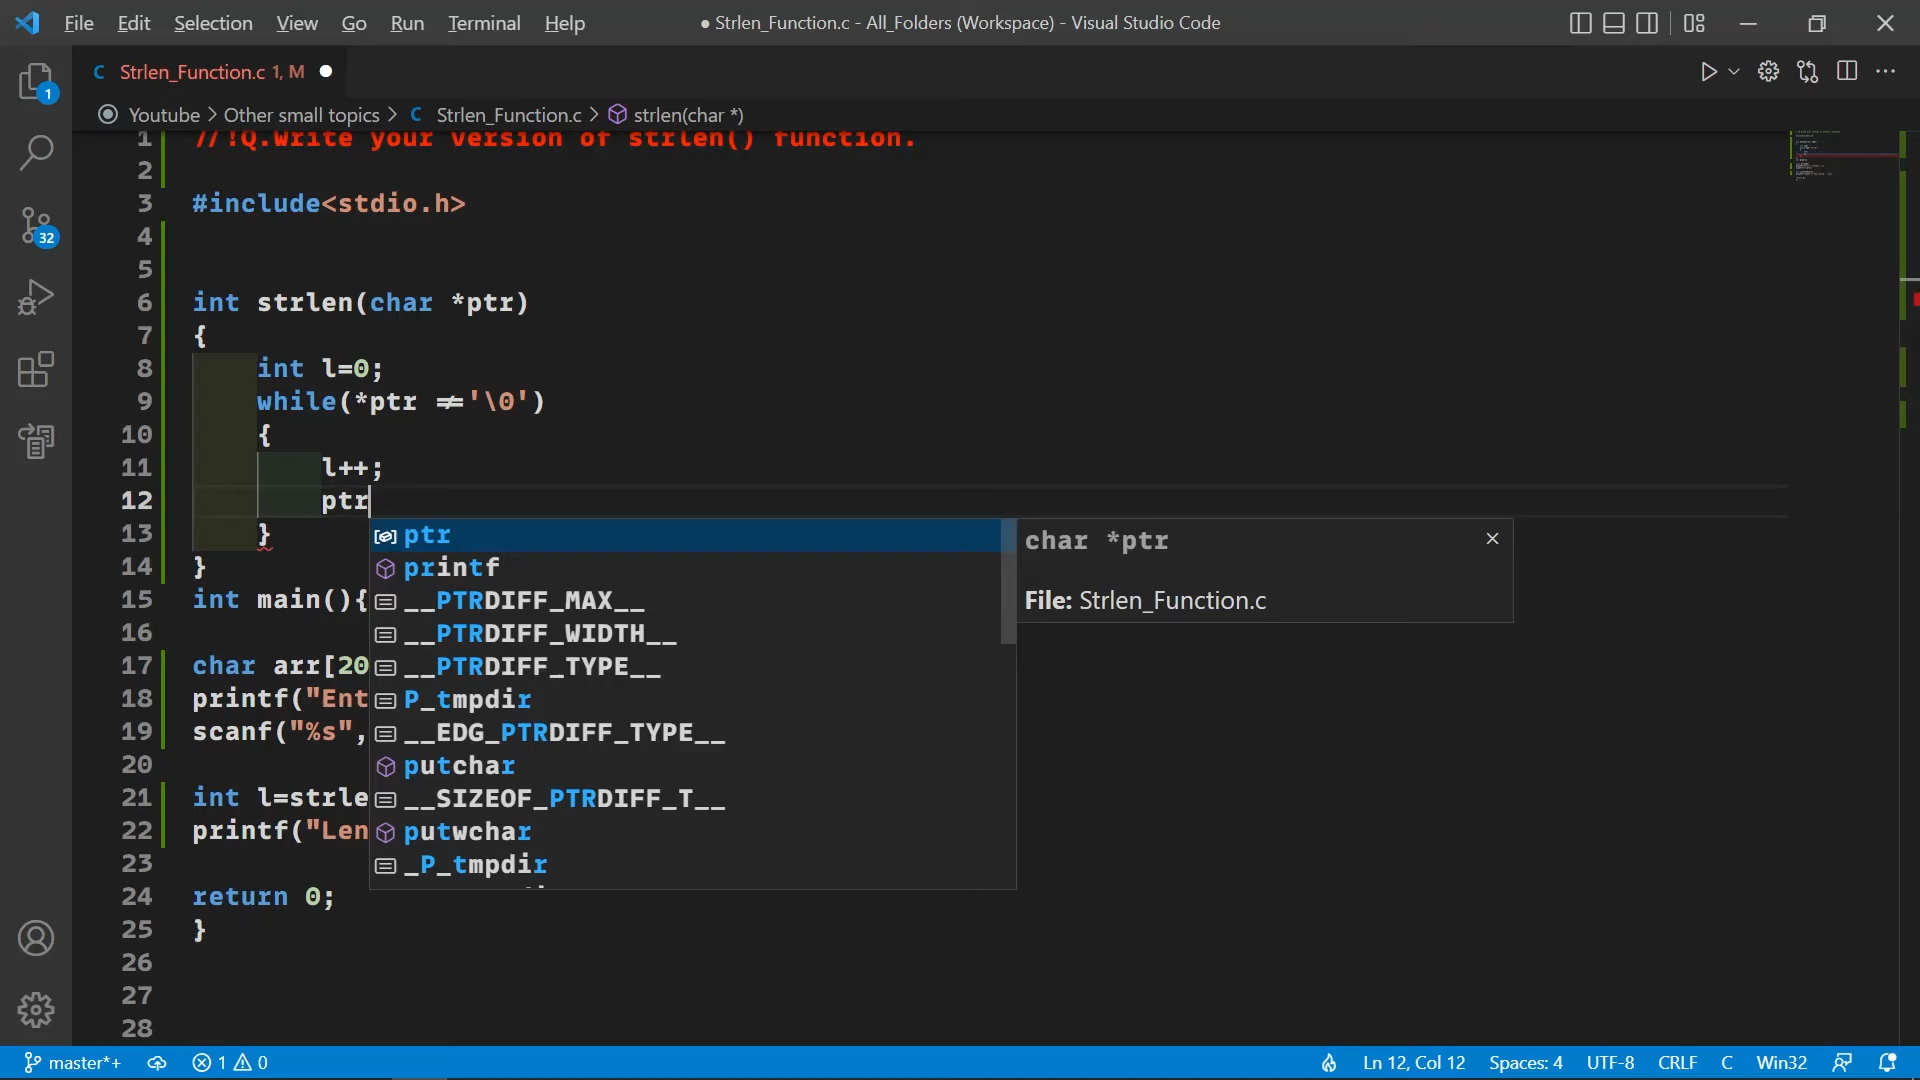 File Edit Selection View Go Run Terminal Help
● Strlen_Function.c - All_Folders (Workspace) - Visual Studio Code
C Strlen_Function.c 1, M ●
Youtube > Other small topics > C Strlen_Function.c > strlen(char *)
1
32
1 //!Q.Write your version of strlen() function.
2
3 #include<stdio.h>
4
5
6 int strlen(char *ptr)
7 {
8 int l=0;
9 while(*ptr !='\0')
10 {
11 l++;
12 ptr
13 }
14 }
15 int main(){
16
17 char arr[20
18 printf("Ent
19 scanf("%s",
20
21 int l=strle
22 printf("Len
23
24 return 0;
25 }
26
27
28
ptr
printf
__PTRDIFF_MAX__
__PTRDIFF_WIDTH__
__PTRDIFF_TYPE__
P_tmpdir
__EDG_PTRDIFF_TYPE__
putchar
__SIZEOF_PTRDIFF_T__
putwchar
_P_tmpdir
char *ptr
File: Strlen_Function.c
master*+ 1 0 Ln 12, Col 12 Spaces: 4 UTF-8 CRLF C Win32